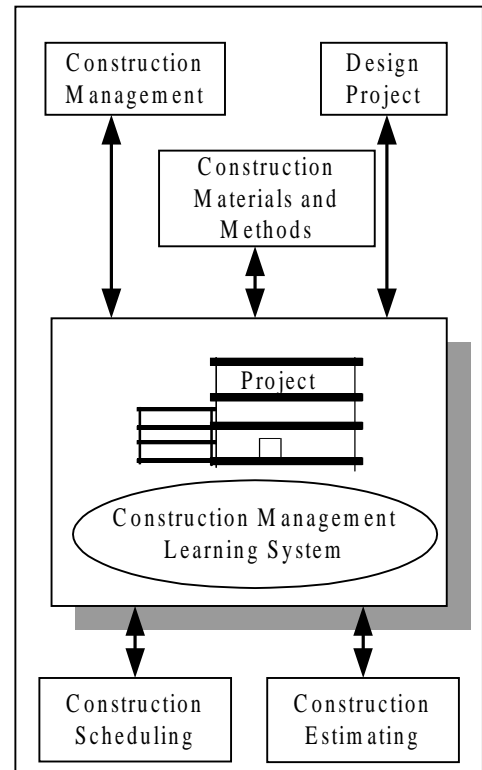 Construction
Management
Design
Project
Construction
Materials and
Methods
Project
Construction Management
Learning System
Construction
Scheduling
Construction
Estimating